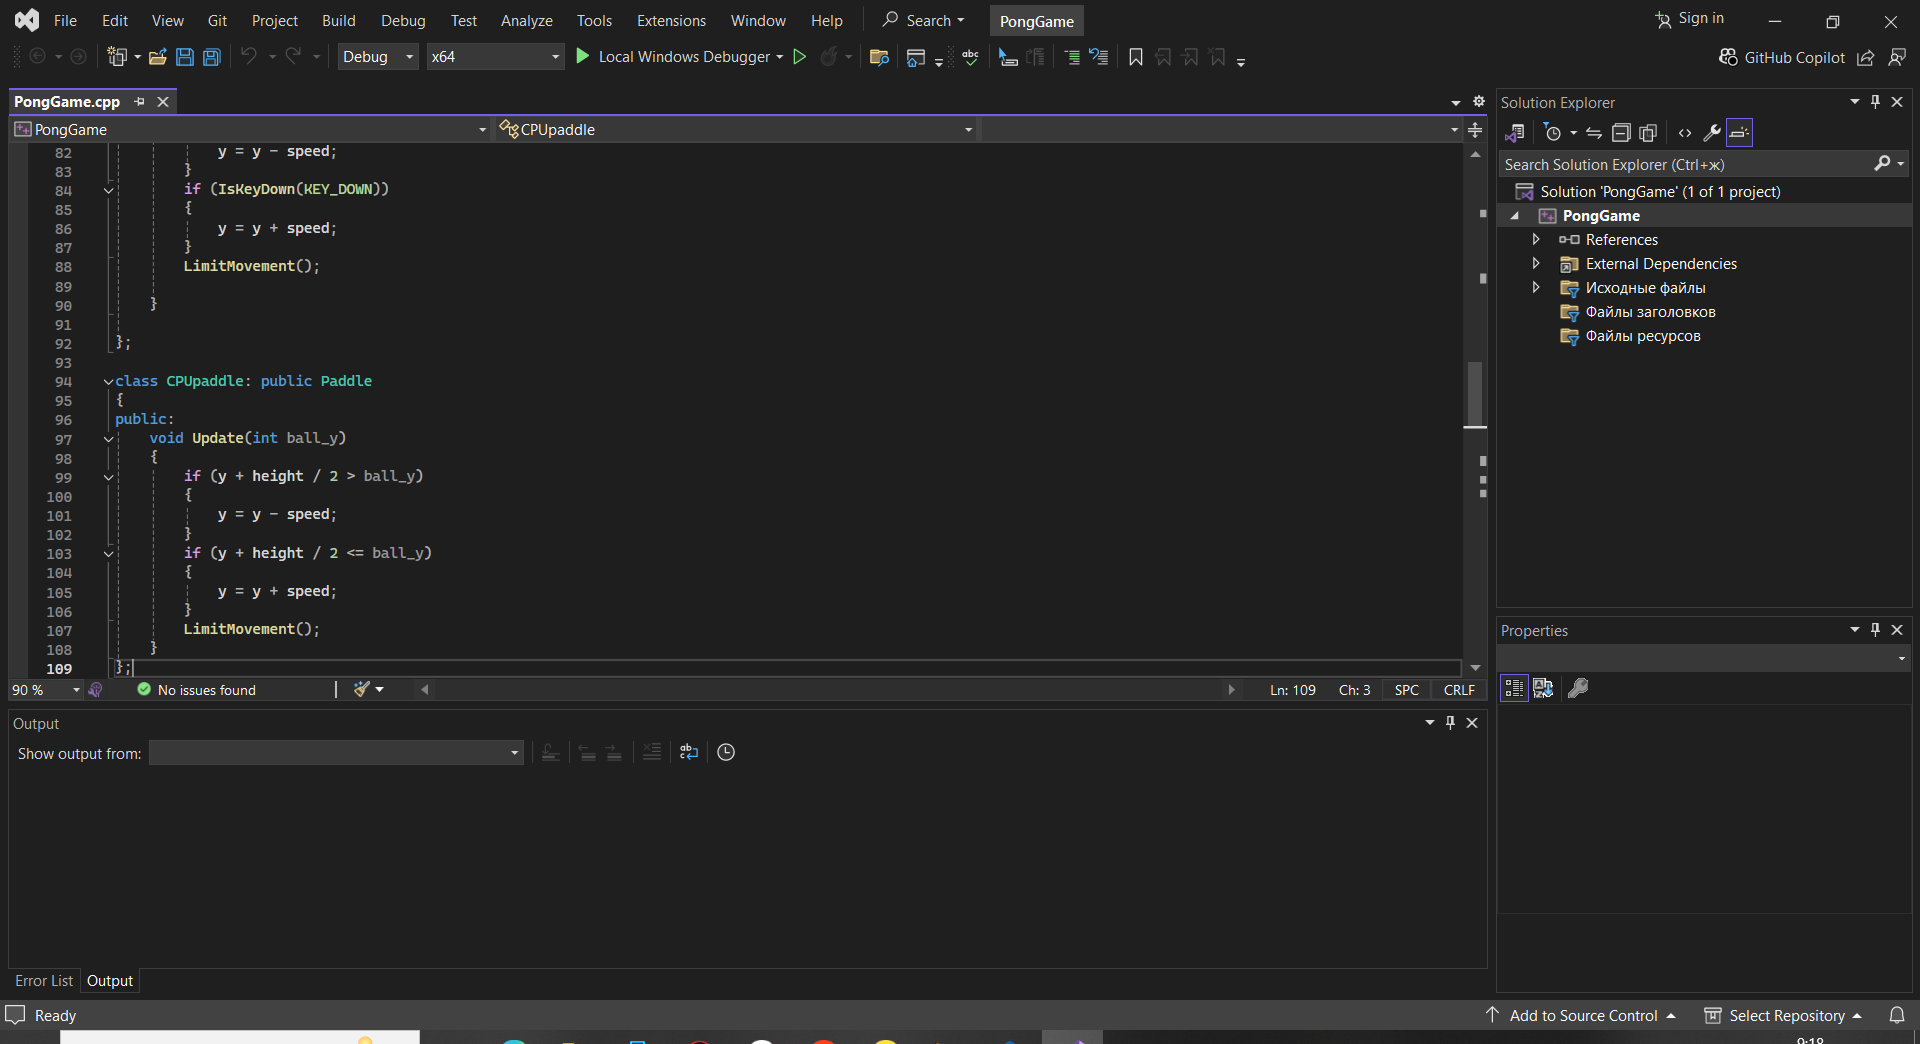 File Edit View Git Project Build Debug Test Analyze Tools Extensions Window Help Search PongGame Sign in
Debug x64 Local Windows Debugger abc GitHub Copilot
PongGame.cpp
PongGame CPUpaddle
82 y = y - speed;
83 }
84 if (IsKeyDown(KEY_DOWN))
85 {
86 y = y + speed;
87 }
88 LimitMovement();
89
90 }
91
92 };
93
94 class CPUpaddle: public Paddle
95 {
96 public:
97 void Update(int ball_y)
98 {
99 if (y + height / 2 > ball_y)
100 {
101 y = y - speed;
102 }
103 if (y + height / 2 <= ball_y)
104 {
105 y = y + speed;
106 }
107 LimitMovement();
108 }
109 };
90 % No issues found Ln: 109 Ch: 3 SPC CRLF
Output
Show output from:
Error List Output
Solution Explorer
Search Solution Explorer (Ctrl+ж)
Solution 'PongGame' (1 of 1 project)
PongGame
References
External Dependencies
Исходные файлы
Файлы заголовков
Файлы ресурсов
Properties
Ready Add to Source Control Select Repository
9:18